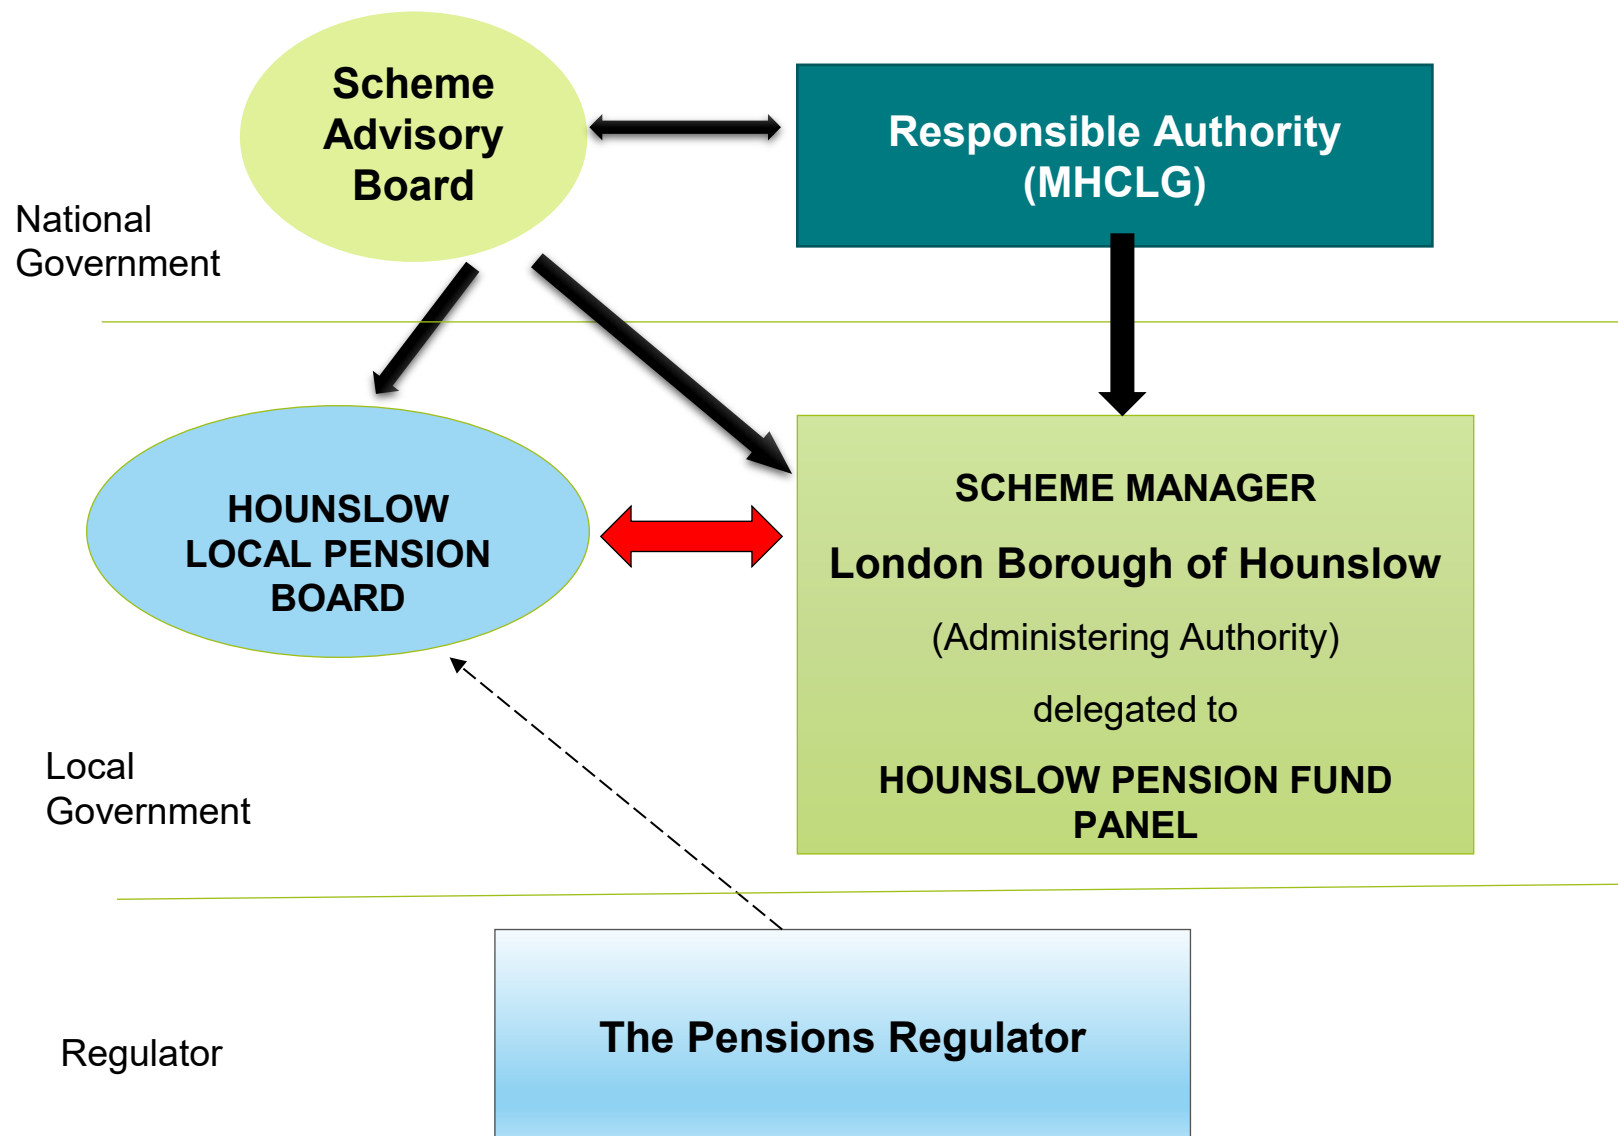 Scheme
Advisory
Board
Responsible Authority
(MHCLG)
National
Government
HOUNSLOW
LOCAL PENSION
BOARD
SCHEME MANAGER
London Borough of Hounslow
(Administering Authority)
delegated to
HOUNSLOW PENSION FUND
PANEL
Local
Government
The Pensions Regulator
Regulator